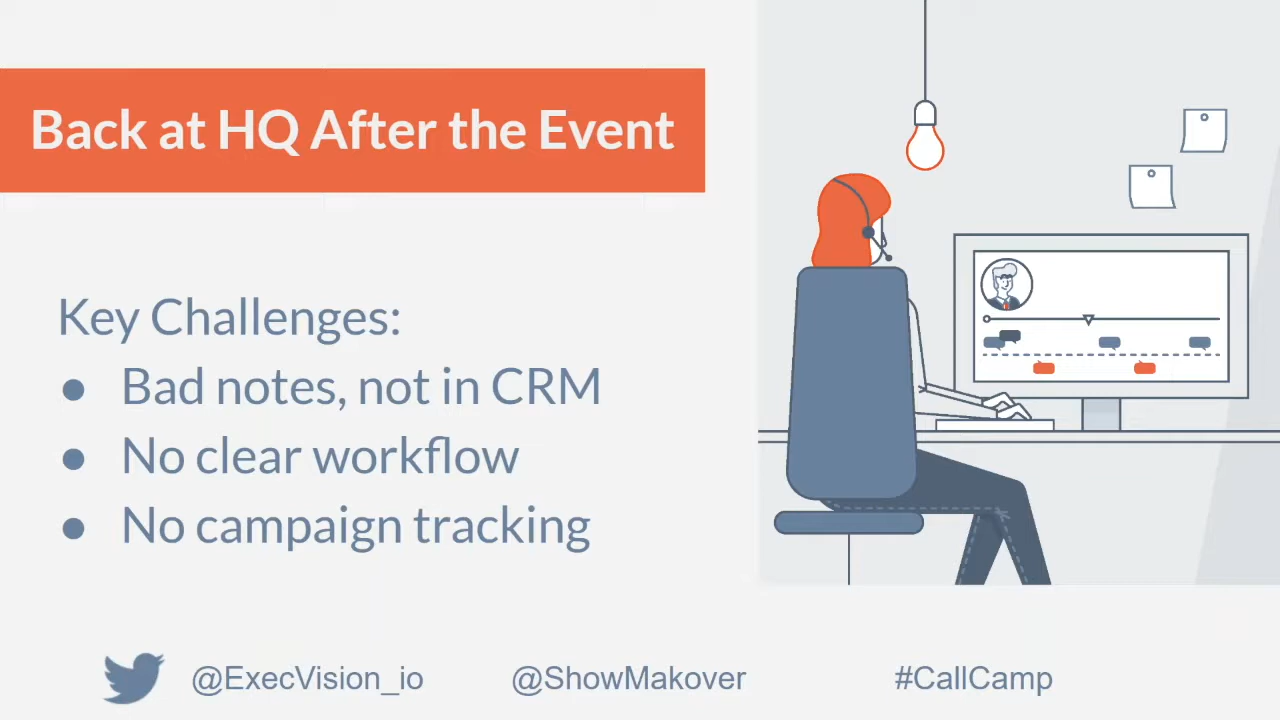 Back at HQ After the Event
Key Challenges:
● Bad notes, not in CRM
● No clear workflow
● No campaign tracking
@ExecVision_io @ShowMakover #CallCamp